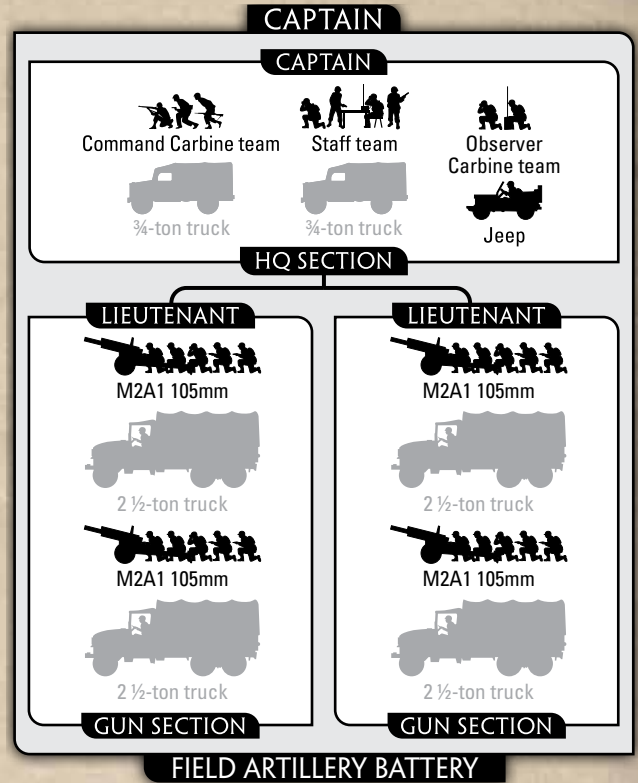 CAPTAIN
CAPTAIN
Command Carbine team
Staff team
Observer
Carbine team
¾-ton truck
¾-ton truck
Jeep
HQ SECTION
LIEUTENANT
M2A1 105mm
2 ½-ton truck
M2A1 105mm
2 ½-ton truck
GUN SECTION
LIEUTENANT
M2A1 105mm
2 ½-ton truck
M2A1 105mm
2 ½-ton truck
GUN SECTION
FIELD ARTILLERY BATTERY